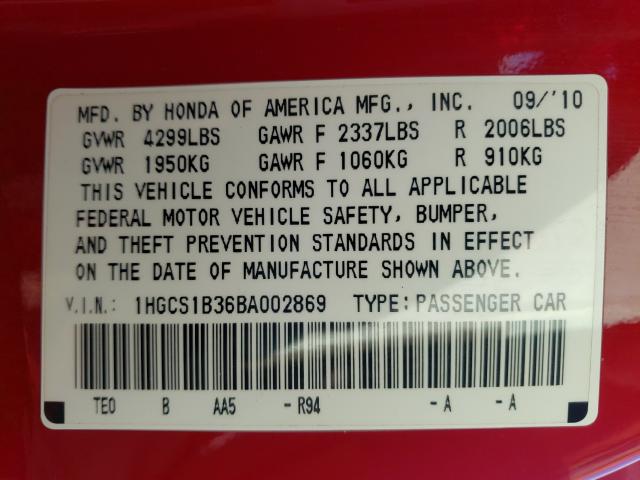 MFD. BY HONDA OF AMERICA MFG., INC. 09/'10
GVWR 4299LBS GAWR F 2337LBS R 2006LBS
GVWR 1950KG GAWR F 1060KG R 910KG
THIS VEHICLE CONFORMS TO ALL APPLICABLE
FEDERAL MOTOR VEHICLE SAFETY, BUMPER,
AND THEFT PREVENTION STANDARDS IN EFFECT
ON THE DATE OF MANUFACTURE SHOWN ABOVE.
V.I.N.: 1HGCS1B36BA002869 TYPE:PASSENGER CAR
TE0 B AA5 -R94 -A -A